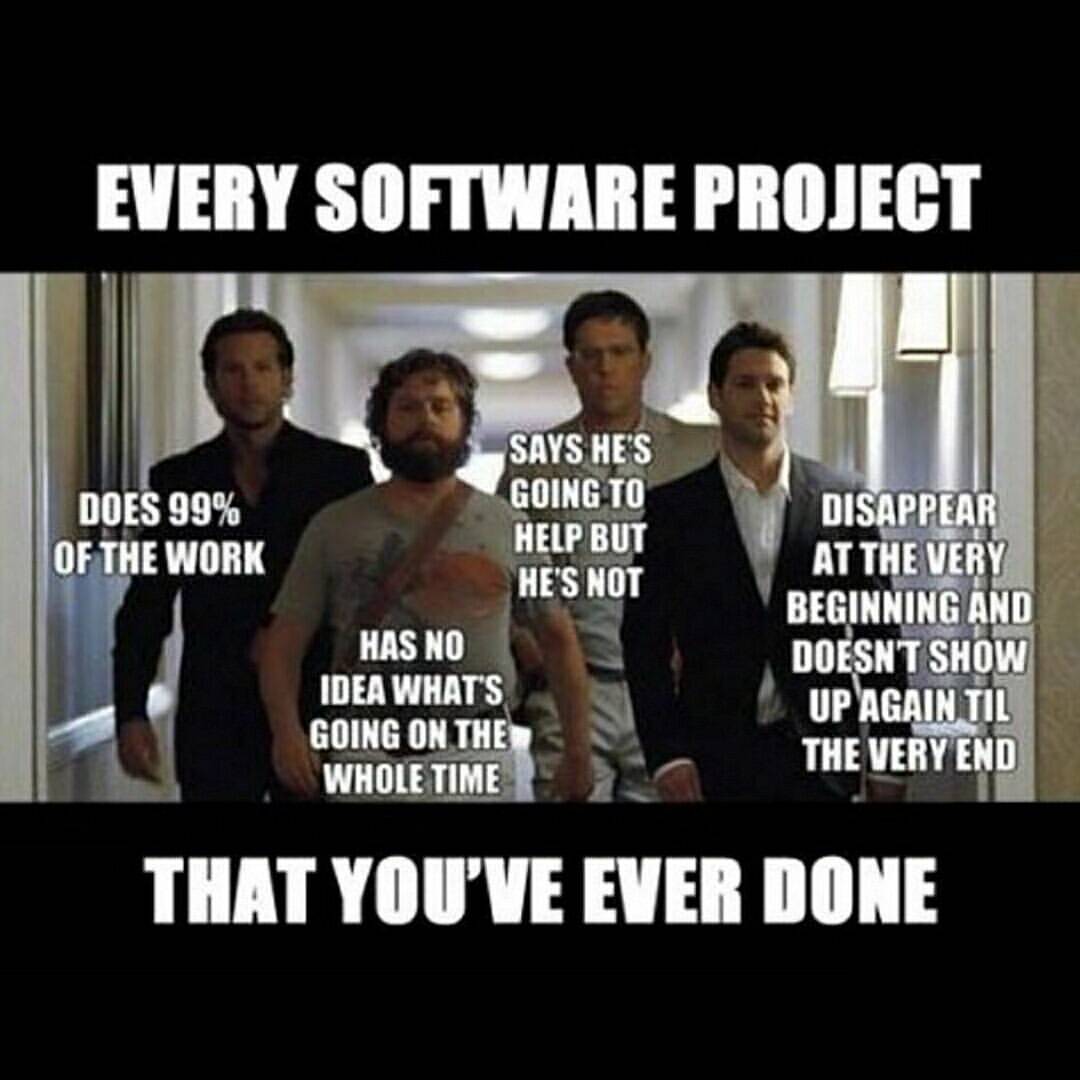 EVERY SOFTWARE PROJECT
DOES 99%
OF THE WORK
HAS NO
IDEA WHAT'S
GOING ON THE
WHOLE TIME
SAYS HE'S
GOING TO
HELP BUT
HE'S NOT
DISAPPEAR
AT THE VERY
BEGINNING AND
DOESN'T SHOW
UP AGAIN TIL
THE VERY END
THAT YOU'VE EVER DONE